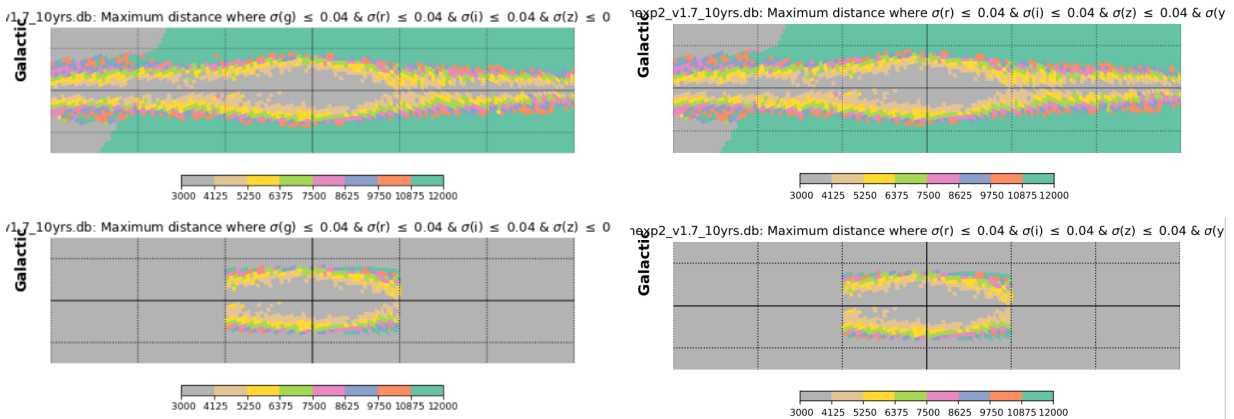 v1.7_10yrs.db: Maximum distance where σ(g) ≤ 0.04 & σ(r) ≤ 0.04 & σ(i) ≤ 0.04 & σ(z) ≤ 0
Galactic
3000 4125 5250 6375 7500 8625 9750 10875 12000
nexp2_v1.7_10yrs.db: Maximum distance where σ(r) ≤ 0.04 & σ(i) ≤ 0.04 & σ(z) ≤ 0.04 & σ(y
Galactic
3000 4125 5250 6375 7500 8625 9750 10875 12000
v1.7_10yrs.db: Maximum distance where σ(g) ≤ 0.04 & σ(r) ≤ 0.04 & σ(i) ≤ 0.04 & σ(z) ≤ 0
Galactic
3000 4125 5250 6375 7500 8625 9750 10875 12000
nexp2_v1.7_10yrs.db: Maximum distance where σ(r) ≤ 0.04 & σ(i) ≤ 0.04 & σ(z) ≤ 0.04 & σ(y
Galactic
3000 4125 5250 6375 7500 8625 9750 10875 12000